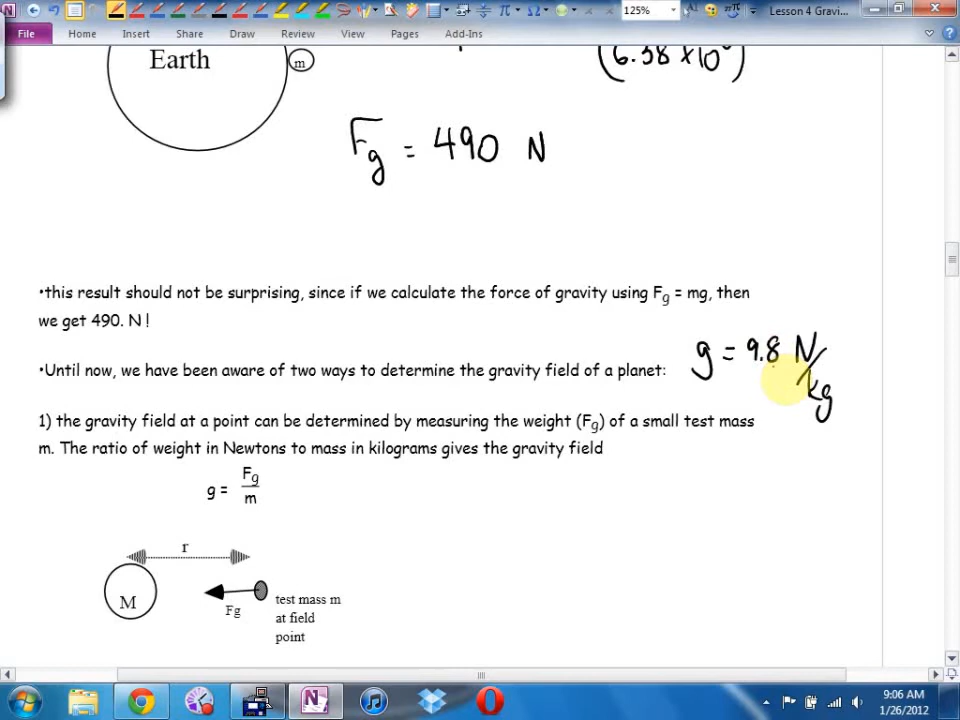 125%
Lesson 4 Gravi...
File Home Insert Share Draw Review View Pages Add-Ins
Earth
m
Fg = 490 N
•this result should not be surprising, since if we calculate the force of gravity using Fg = mg, then
we get 490. N !
g = 9.8 N/kg
•Until now, we have been aware of two ways to determine the gravity field of a planet:
1) the gravity field at a point can be determined by measuring the weight (Fg) of a small test mass
m. The ratio of weight in Newtons to mass in kilograms gives the gravity field
g = Fg
m
r
M
Fg
test mass m
at field
point
9:06 AM
1/26/2012